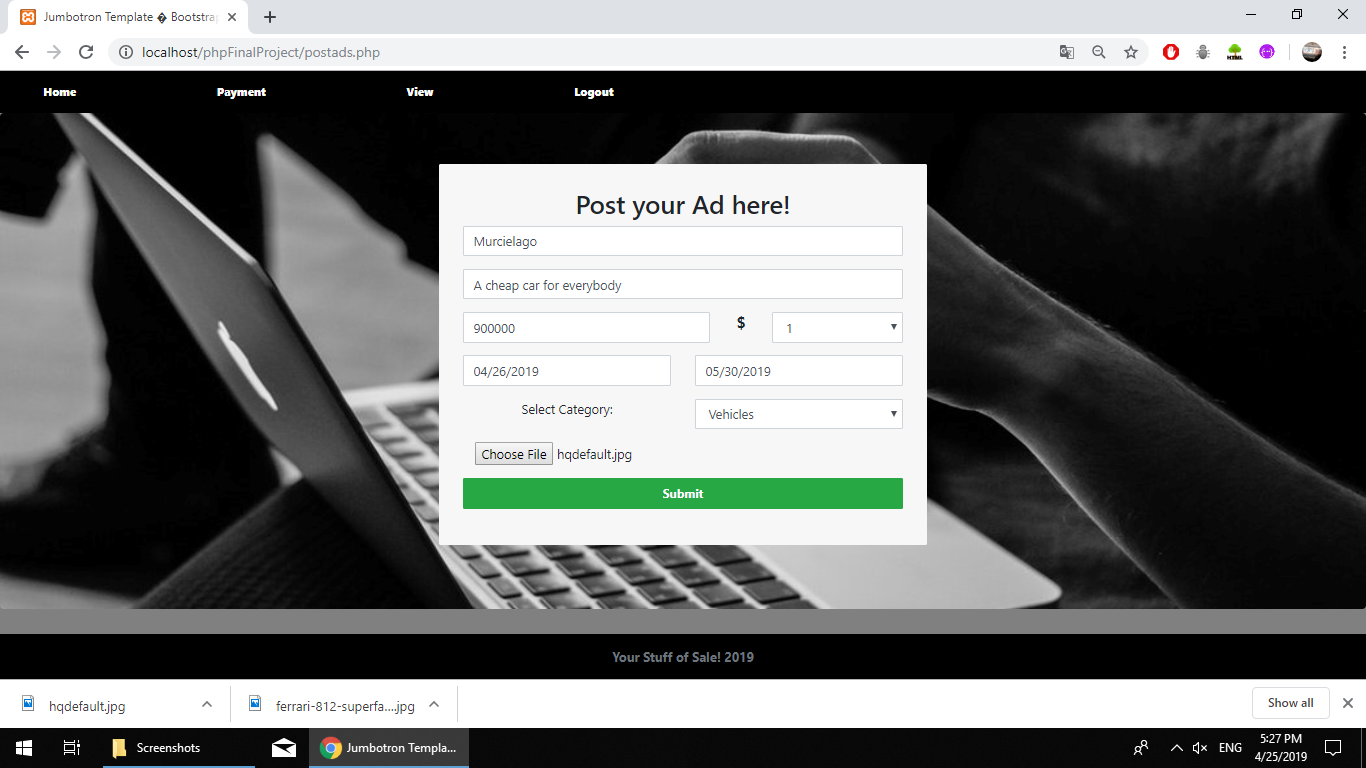 Jumbotron Template � Bootstrap
localhost/phpFinalProject/postads.php
Home Payment View Logout
Post your Ad here!
Murcielago
A cheap car for everybody
900000 $ 1
04/26/2019 05/30/2019
Select Category: Vehicles
Choose File hqdefault.jpg
Submit
Your Stuff of Sale! 2019
hqdefault.jpg ferrari-812-superfa....jpg Show all
Screenshots Jumbotron Templa... ENG 5:27 PM
4/25/2019